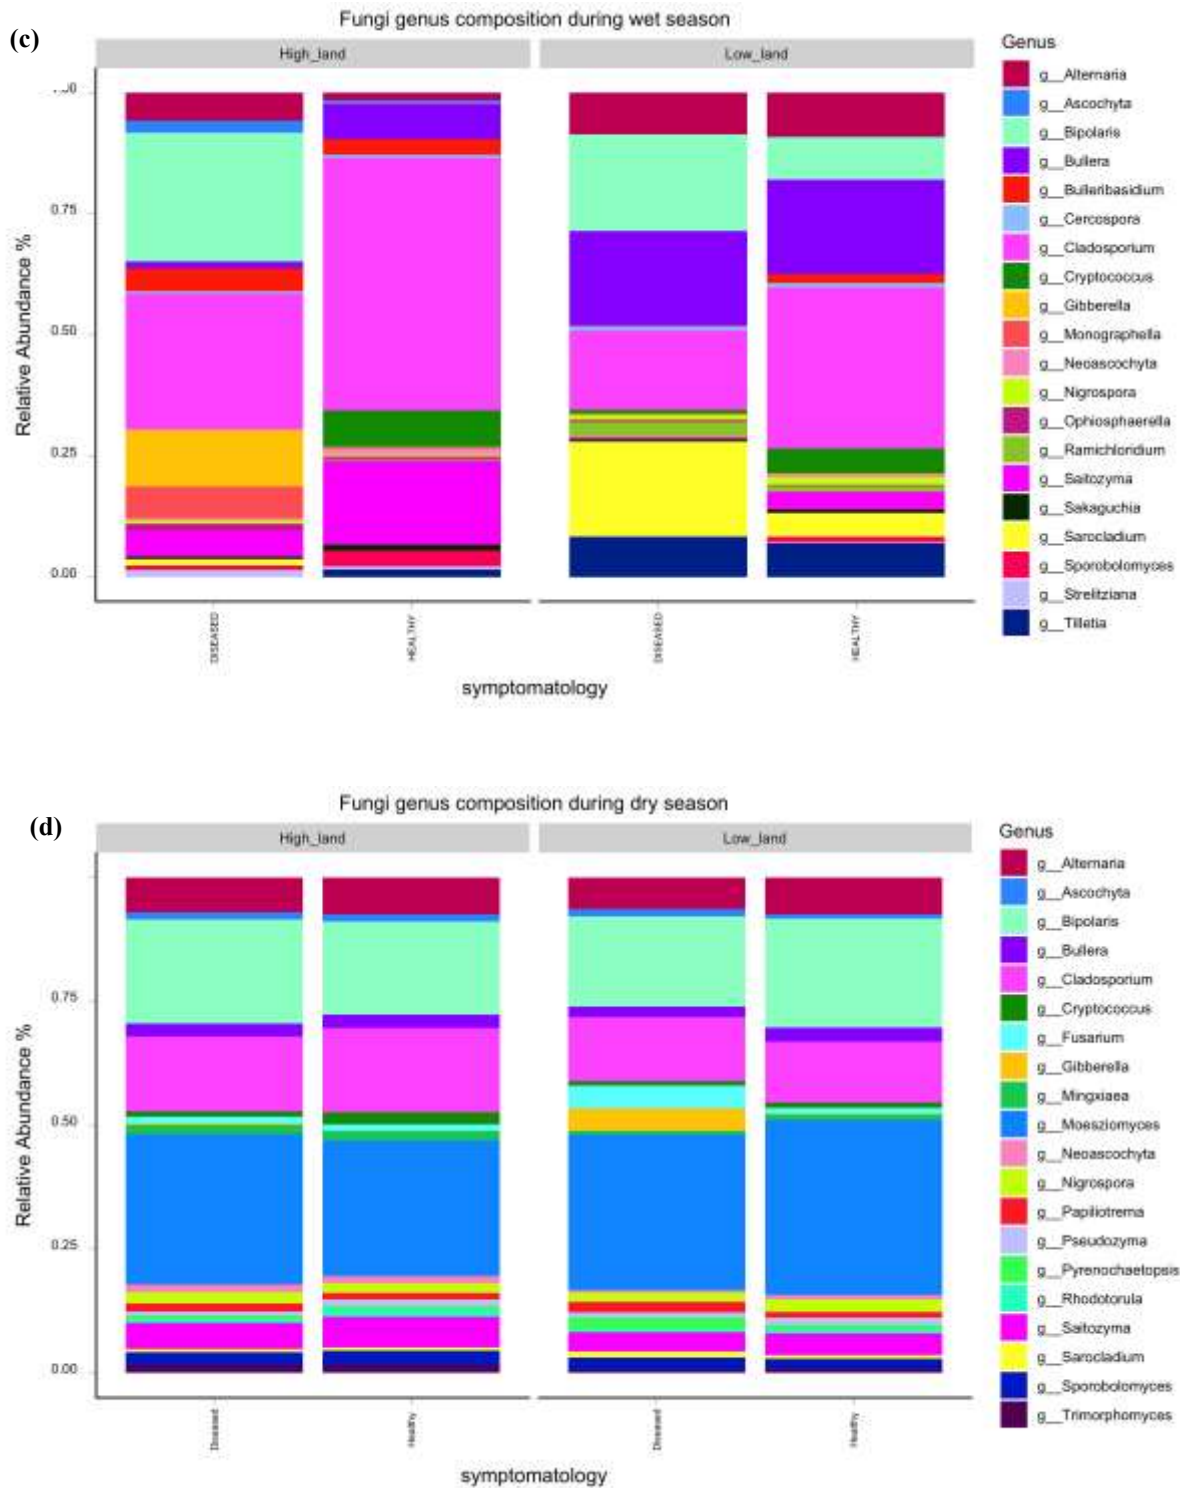 (c)
Fungi genus composition during wet season
High_land
Low_land
Relative Abundance %
0.75
0.50
0.25
0.00
DISEASED
HEALTHY
DISEASED
HEALTHY
symptomatology
Genus
g__Alternaria
g__Ascochyta
g__Bipolaris
g__Bullera
g__Bulleribasidium
g__Cercospora
g__Cladosporium
g__Cryptococcus
g__Gibberella
g__Monographella
g__Neoascochyta
g__Nigrospora
g__Ophiosphaerella
g__Ramichloridium
g__Saitozyma
g__Sakaguchia
g__Sarocladium
g__Sporobolomyces
g__Strelitziana
g__Tilletia
(d)
Fungi genus composition during dry season
High_land
Low_land
Relative Abundance %
0.75
0.50
0.25
0.00
Diseased
Healthy
Diseased
Healthy
symptomatology
Genus
g__Alternaria
g__Ascochyta
g__Bipolaris
g__Bullera
g__Cladosporium
g__Cryptococcus
g__Fusarium
g__Gibberella
g__Mingxiaea
g__Moesziomyces
g__Neoascochyta
g__Nigrospora
g__Papiliotrema
g__Pseudozyma
g__Pyrenochaetopsis
g__Rhodotorula
g__Saitozyma
g__Sarocladium
g__Sporobolomyces
g__Trimorphomyces